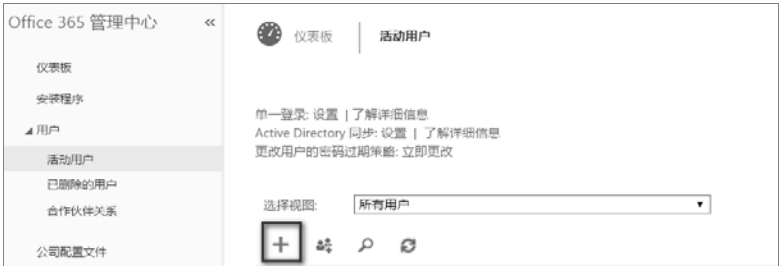 Office 365 管理中心 «
仪表板
安装程序
用户
活动用户
已删除的用户
合作伙伴关系
公司配置文件
仪表板 | 活动用户
单一登录: 设置 | 了解详细信息
Active Directory 同步: 设置 | 了解详细信息
更改用户的密码过期策略: 立即更改
选择视图: 所有用户